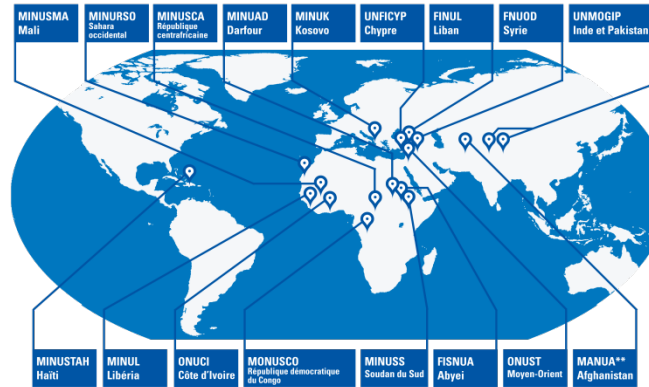 MINUSMA
Mali
MINURSO
Sahara
occidental
MINUSCA
République
centrafricaine
MINUAD
Darfour
MINUK
Kosovo
UNFICYP
Chypre
FINUL
Liban
FNUOD
Syrie
UNMOGIP
Inde et Pakistan
MINUSTAH
Haïti
MINUL
Libéria
ONUCI
Côte d'Ivoire
MONUSCO
République démocratique
du Congo
MINUSS
Soudan du Sud
FISNUA
Abyei
ONUST
Moyen-Orient
MANUA**
Afghanistan